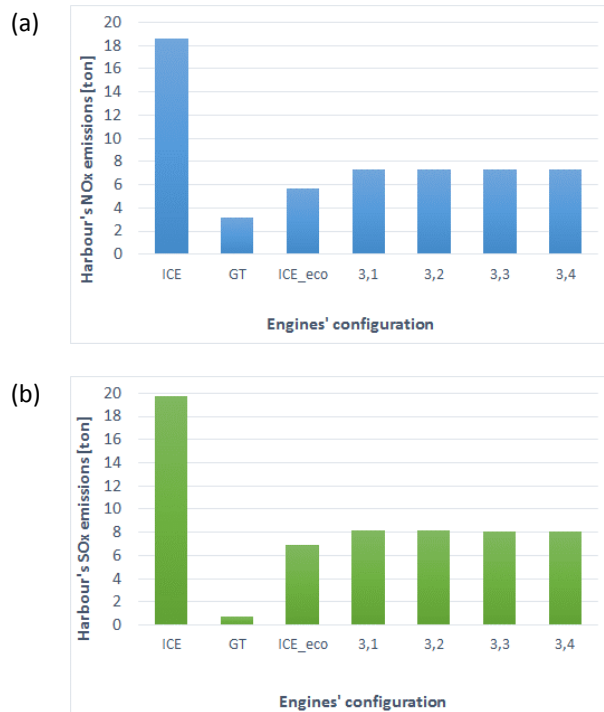 (a)
Harbour's NOx emissions [ton]
20
18
16
14
12
10
8
6
4
2
0
ICE GT ICE_eco 3,1 3,2 3,3 3,4
Engines' configuration
(b)
Harbour's SOx emissions [ton]
20
18
16
14
12
10
8
6
4
2
0
ICE GT ICE_eco 3,1 3,2 3,3 3,4
Engines' configuration